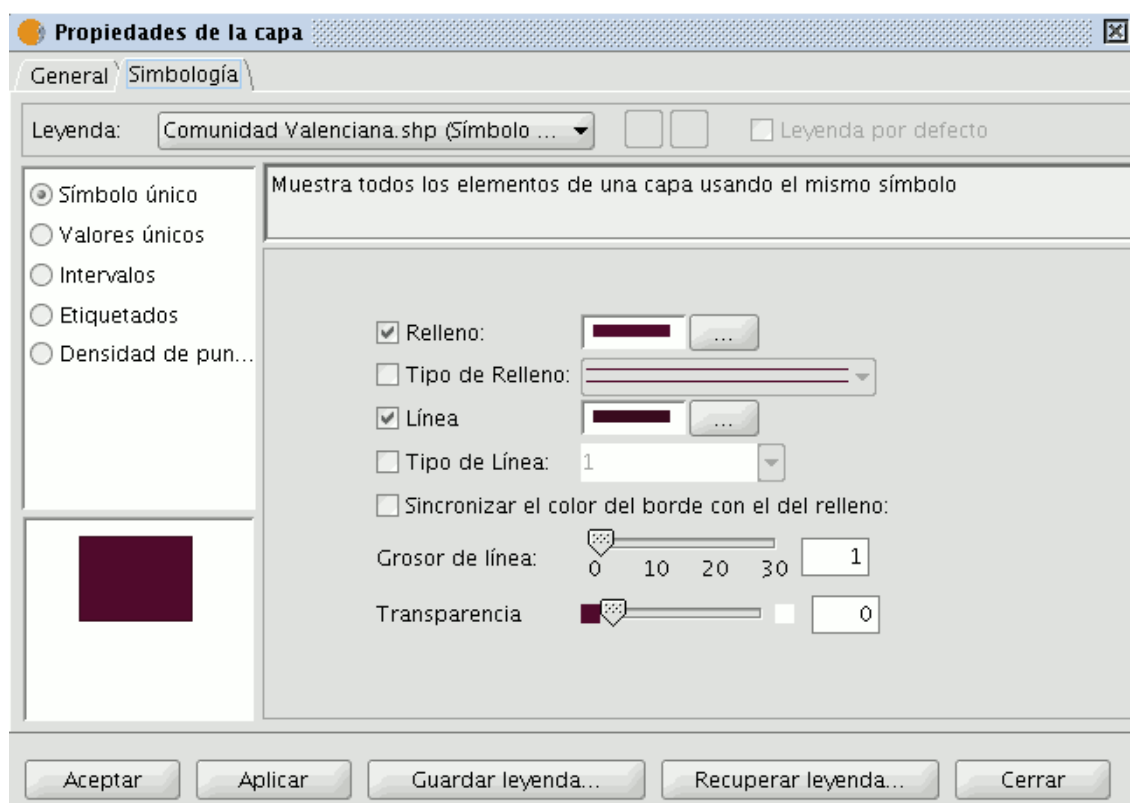 Propiedades de la capa
General Simbología
Leyenda: Comunidad Valenciana.shp (Símbolo ... Leyenda por defecto
Símbolo único
Valores únicos
Intervalos
Etiquetados
Densidad de pun...
Muestra todos los elementos de una capa usando el mismo símbolo
Relleno: ...
Tipo de Relleno:
Línea ...
Tipo de Línea: 1
Sincronizar el color del borde con el del relleno:
Grosor de línea: 0 10 20 30 1
Transparencia 0
Aceptar Aplicar Guardar leyenda... Recuperar leyenda... Cerrar